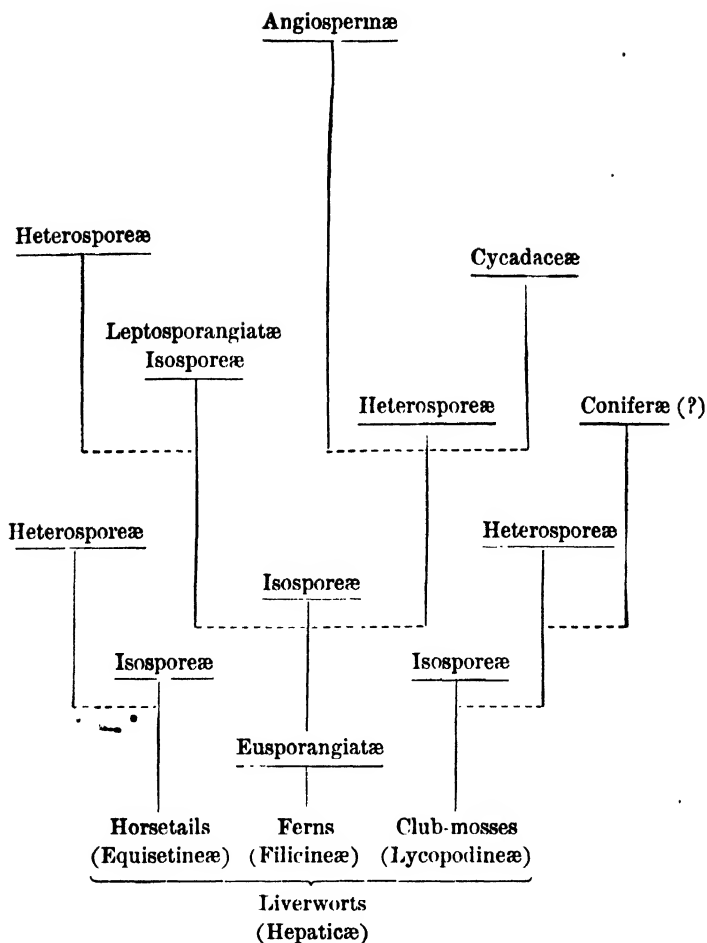 Angiospermæ
Heterosporeæ
Cycadaceæ
Leptosporangiatæ
Isosporeæ
Heterosporeæ
Coniferæ (?)
Heterosporeæ
Heterosporeæ
Isosporeæ
Isosporeæ
Isosporeæ
Eusporangiatæ
Horsetails
(Equisetineæ)
Ferns
(Filicineæ)
Club-mosses
(Lycopodineæ)
Liverworts
(Hepaticæ)